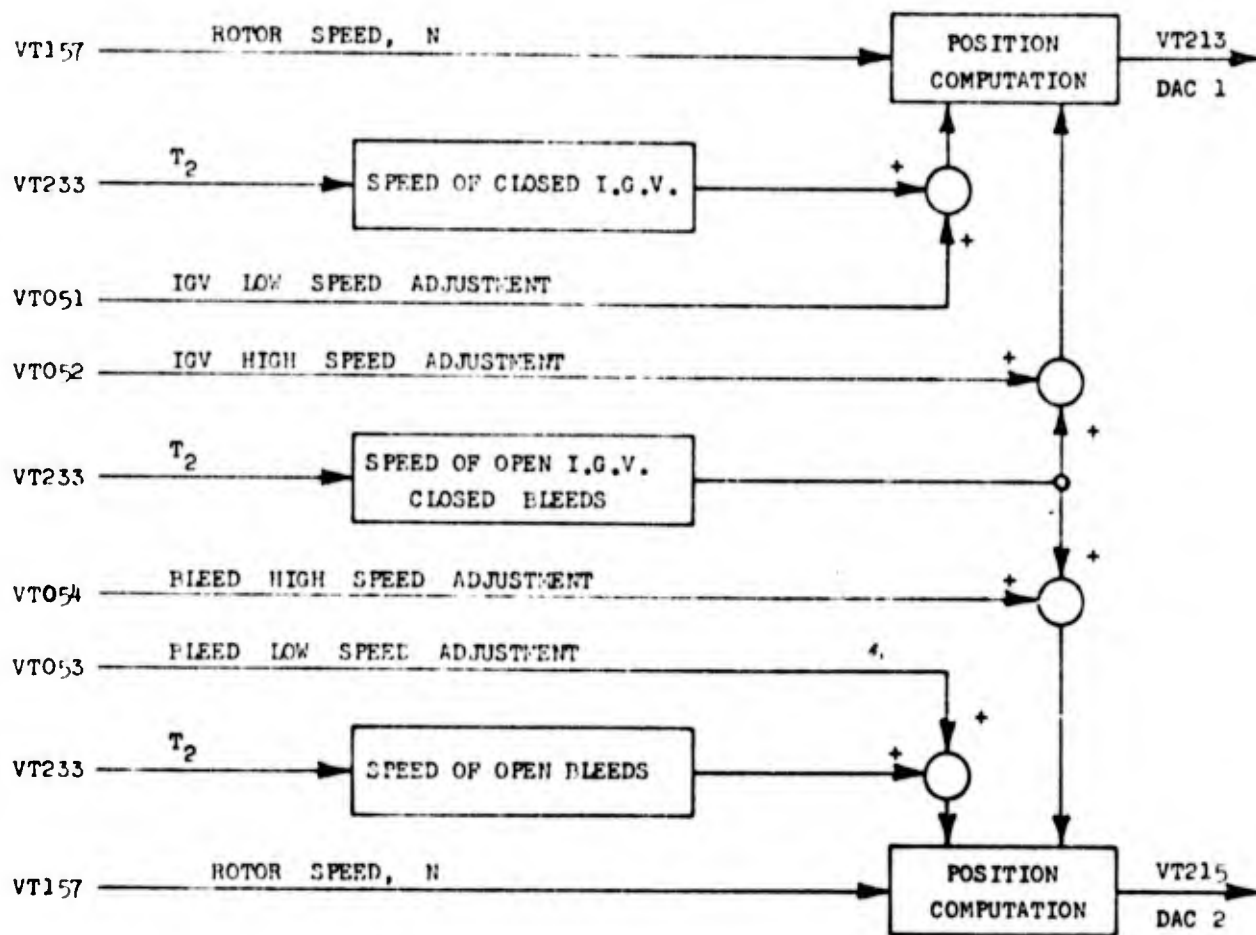 VT157 ROTOR SPEED, N
POSITION
COMPUTATION
VT213
DAC 1
VT233 T2
SPEED OF CLOSED I.G.V.
+
+
VT051 IGV LOW SPEED ADJUSTMENT
VT052 IGV HIGH SPEED ADJUSTMENT
+
+
VT233 T2
SPEED OF OPEN I.G.V.
CLOSED BLEEDS
+
+
VT054 BLEED HIGH SPEED ADJUSTMENT
VT053 BLEED LOW SPEED ADJUSTMENT
+
+
VT233 T2
SPEED OF OPEN BLEEDS
VT157 ROTOR SPEED, N
POSITION
COMPUTATION
VT215
DAC 2